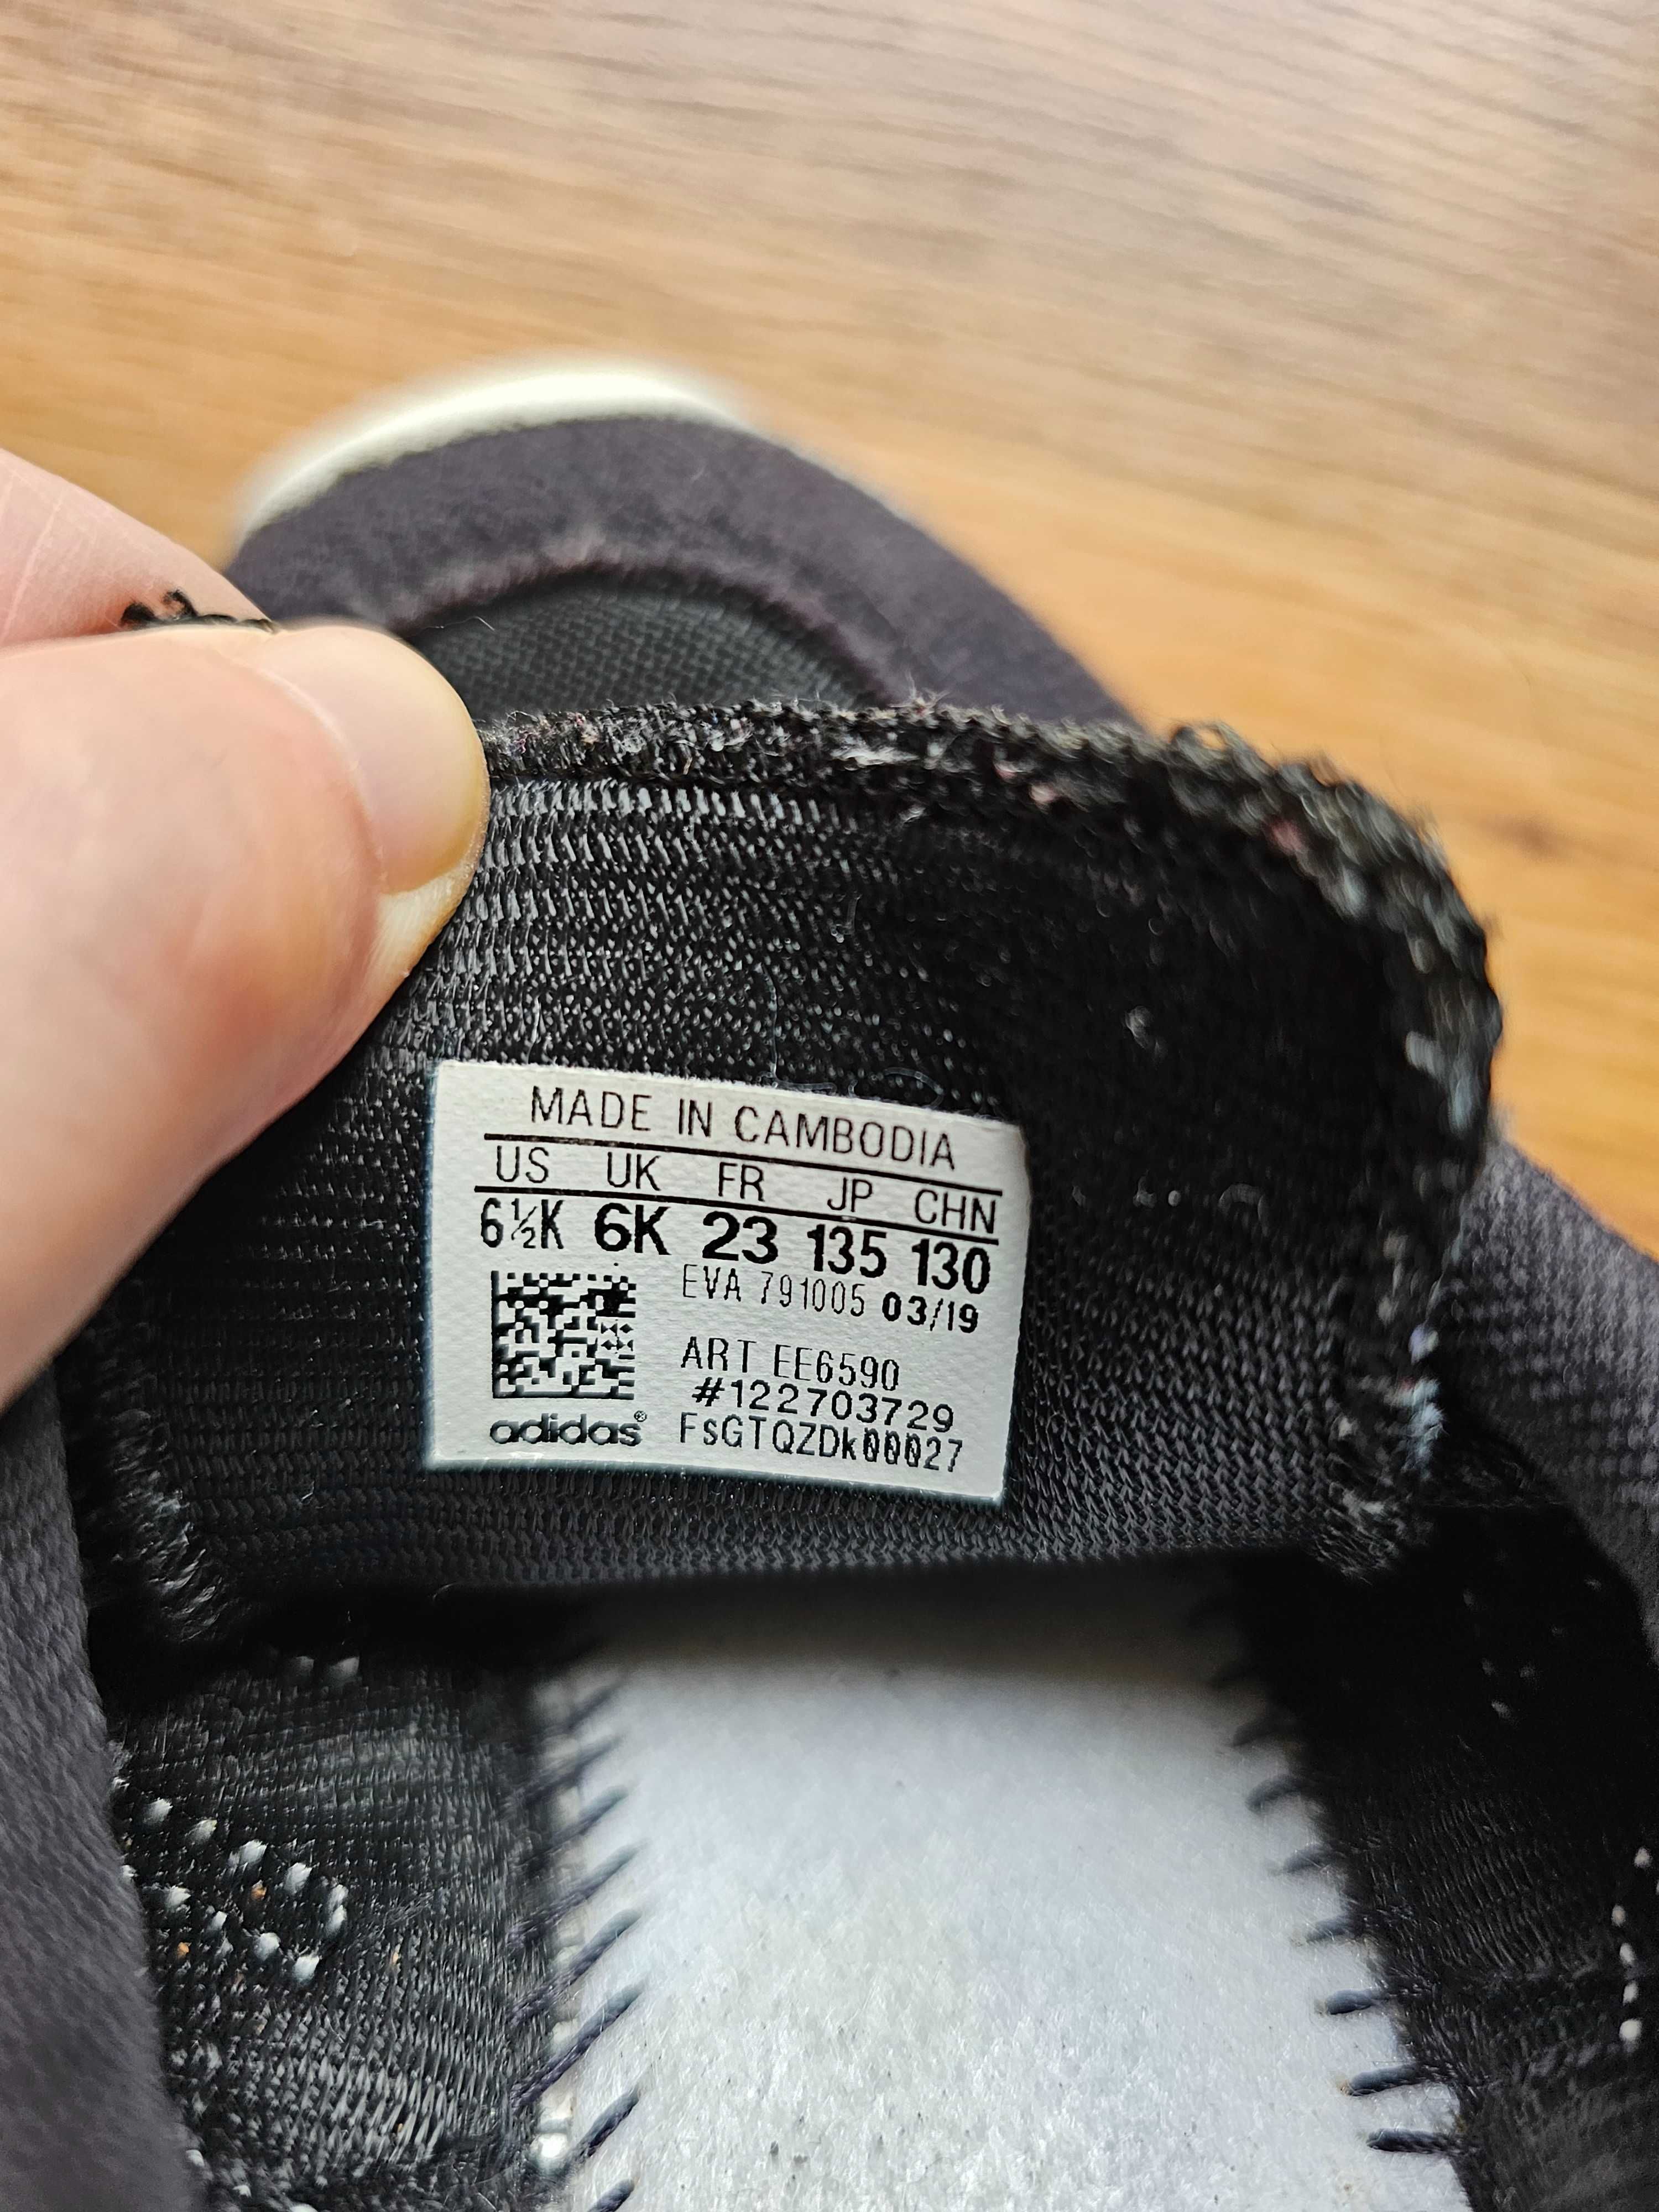 MADE IN CAMBODIA
US UK FR JP CHN
6½K 6K 23 135 130
EVA 791005 03/19
ART EE6590
#122703729
adidas® FsGTQZDk00027